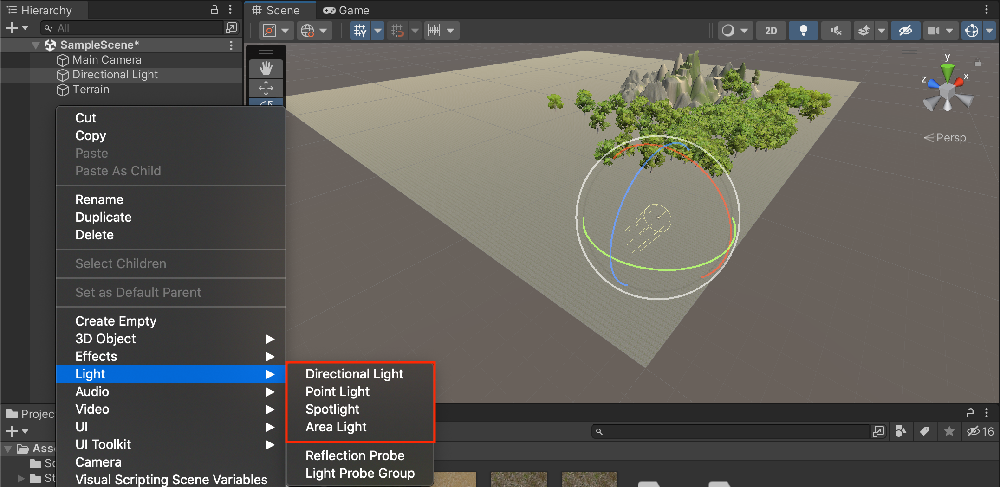 Hierarchy
All
SampleScene*
Main Camera
Directional Light
Terrain
Scene
Game
2D
y
x
z
Persp
Cut
Copy
Paste
Paste As Child
Rename
Duplicate
Delete
Select Children
Set as Default Parent
Create Empty
3D Object
Effects
Light
Audio
Video
UI
UI Toolkit
Camera
Visual Scripting Scene Variables
Directional Light
Point Light
Spotlight
Area Light
Reflection Probe
Light Probe Group
Projec
16
Asse
Sc
St